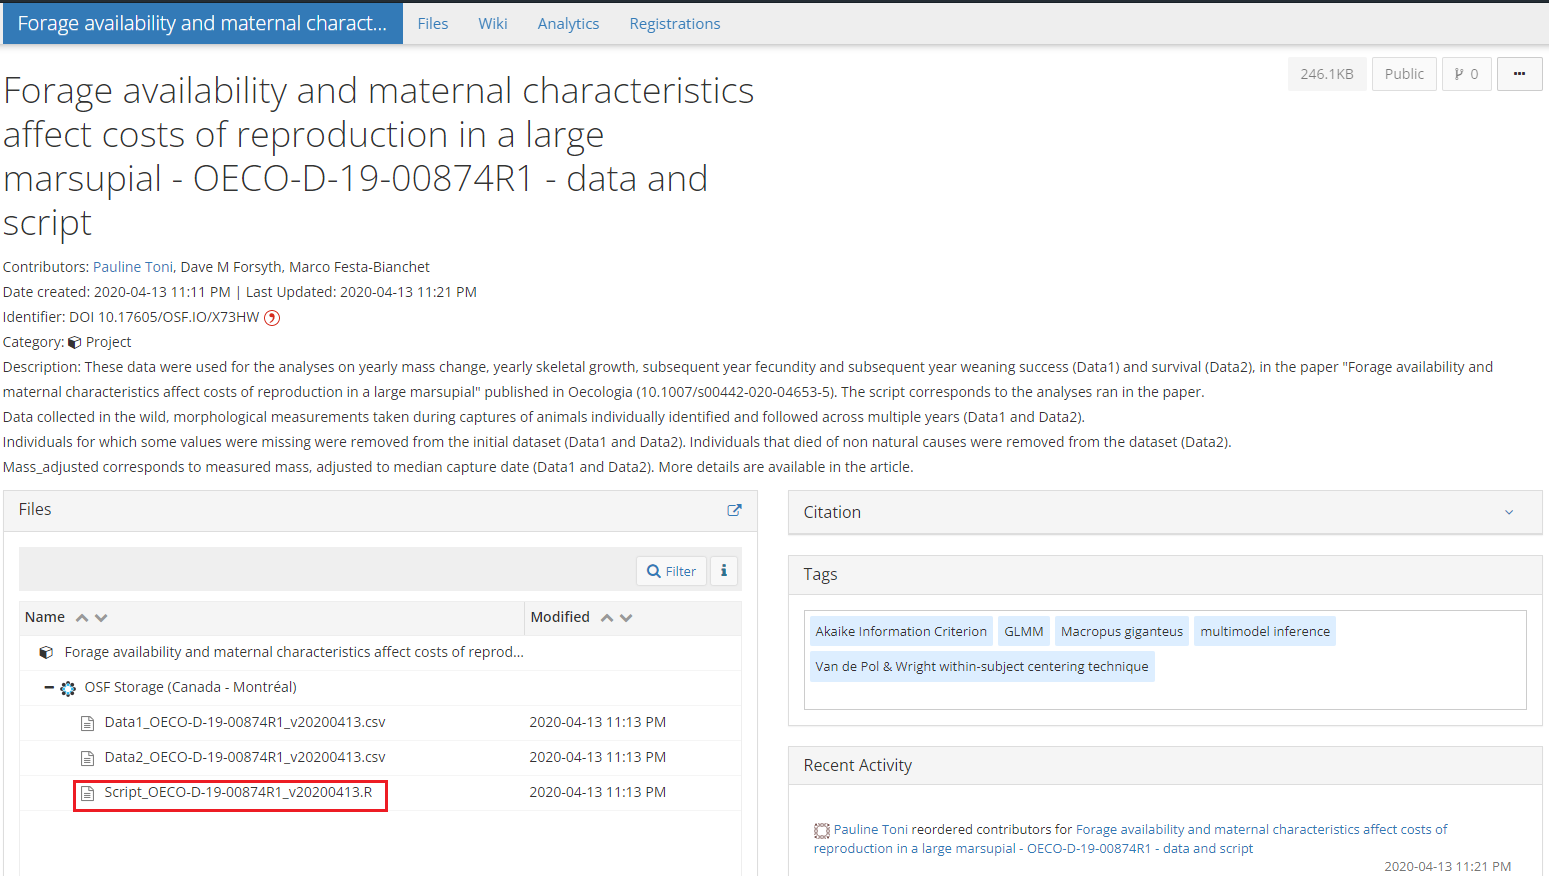 Forage availability and maternal charact...
Files
Wiki
Analytics
Registrations
246.1KB
Public
0
Forage availability and maternal characteristics
affect costs of reproduction in a large
marsupial - OECO-D-19-00874R1 - data and
script
Contributors: Pauline Toni, Dave M Forsyth, Marco Festa-Bianchet
Date created: 2020-04-13 11:11 PM | Last Updated: 2020-04-13 11:21 PM
Identifier: DOI 10.17605/OSF.IO/X73HW
Category: Project
Description: These data were used for the analyses on yearly mass change, yearly skeletal growth, subsequent year fecundity and subsequent year weaning success (Data1) and survival (Data2), in the paper "Forage availability and
maternal characteristics affect costs of reproduction in a large marsupial" published in Oecologia (10.1007/s00442-020-04653-5). The script corresponds to the analyses ran in the paper.
Data collected in the wild, morphological measurements taken during captures of animals individually identified and followed across multiple years (Data1 and Data2).
Individuals for which some values were missing were removed from the initial dataset (Data1 and Data2). Individuals that died of non natural causes were removed from the dataset (Data2).
Mass_adjusted corresponds to measured mass, adjusted to median capture date (Data1 and Data2). More details are available in the article.
Files
Filter
i
Name
Modified
Forage availability and maternal characteristics affect costs of reprod...
OSF Storage (Canada - Montréal)
Data1_OECO-D-19-00874R1_v20200413.csv
2020-04-13 11:13 PM
Data2_OECO-D-19-00874R1_v20200413.csv
2020-04-13 11:13 PM
Script_OECO-D-19-00874R1_v20200413.R
2020-04-13 11:13 PM
Citation
Tags
Akaike Information Criterion
GLMM
Macropus giganteus
multimodel inference
Van de Pol & Wright within-subject centering technique
Recent Activity
Pauline Toni reordered contributors for Forage availability and maternal characteristics affect costs of
reproduction in a large marsupial - OECO-D-19-00874R1 - data and script
2020-04-13 11:21 PM